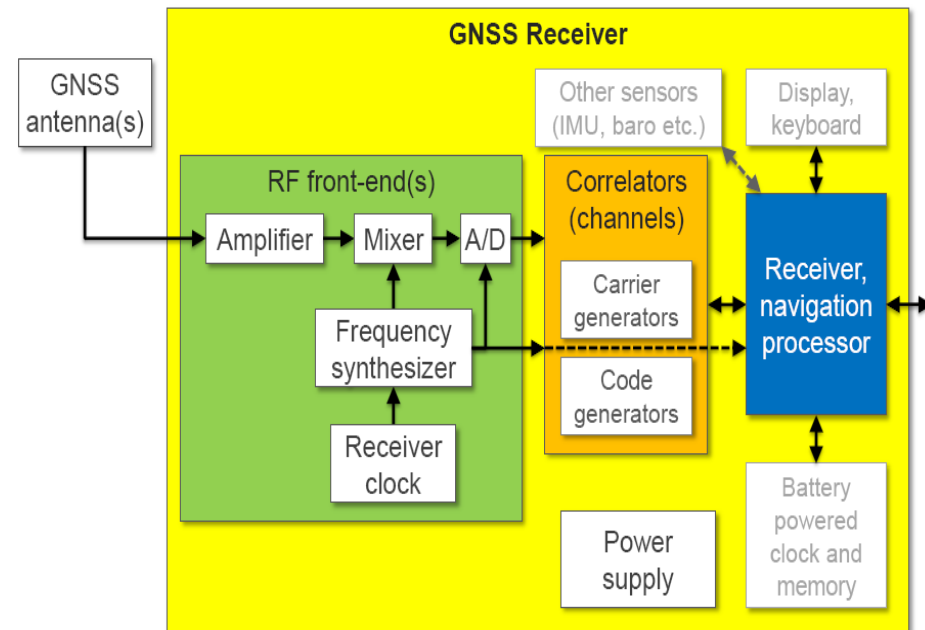 GNSS Receiver
GNSS
antenna(s)
Other sensors
(IMU, baro etc.)
Display,
keyboard
RF front-end(s)
Correlators
(channels)
Amplifier
Mixer
A/D
Receiver,
navigation
processor
Carrier
generators
Frequency
synthesizer
Code
generators
Receiver
clock
Battery
powered
clock and
memory
Power
supply